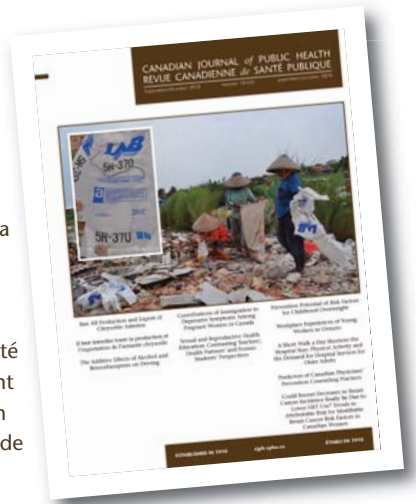 a
té
nt
n
de
CANADIAN JOURNAL of PUBLIC HEALTH
REVUE CANADIENNE de SANTÉ PUBLIQUE
LAB
5R-370
5R-370
Ban All Production and Export of
Chrysotile Asbestos
Il faut interdire toute la production et
l'exportation de l'amiante chrysotile
The Additive Effects of Alcohol and
Benzodiazepines on Driving
Contributions of Immigration to
Depressive Symptoms Among
Pregnant Women in Canada
Sexual and Reproductive Health
Education: Contrasting Teachers',
Health Partners' and Former
Students' Perspectives
Prevention Potential of Risk Factors
for Childhood Overweight
Workplace Experiences of Young
Workers in Ontario
A Short Walk a Day Shortens the
Hospital Stay: Physical Activity and
the Demand for Hospital Services for
Older Adults
Predictors of Canadian Physicians'
Prevention Counseling Practices
Could Recent Decreases in Breast
Cancer Incidence Really Be Due to
Lower HRT Use? Trends in
Attributable Risk for Modifiable
Breast Cancer Risk Factors in
Canadian Women
ESTABLISHED IN 1910
cjph.cpha.ca
ÉTABLI EN 1910